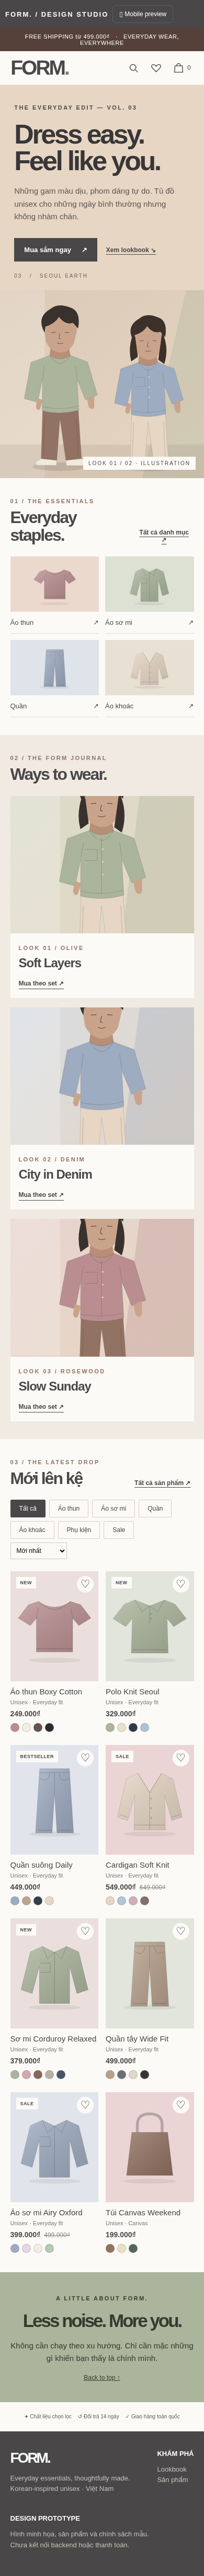 FORM. / DESIGN STUDIO
Mobile preview
FREE SHIPPING từ 499.000₫ · EVERYDAY WEAR,
EVERYWHERE
FORM.
0
THE EVERYDAY EDIT — VOL. 03
Dress easy.
Feel like you.
Những gam màu dịu, phom dáng tự do. Tủ đồ
unisex cho những ngày bình thường nhưng
không nhàm chán.
Mua sắm ngay ↗
Xem lookbook ↘
03 / SEOUL EARTH
LOOK 01 / 02 · ILLUSTRATION
01 / THE ESSENTIALS
Everyday
staples.
Tất cả danh mục
↗
Áo thun ↗
Áo sơ mi ↗
Quần ↗
Áo khoác ↗
02 / THE FORM JOURNAL
Ways to wear.
LOOK 01 / OLIVE
Soft Layers
Mua theo set ↗
LOOK 02 / DENIM
City in Denim
Mua theo set ↗
LOOK 03 / ROSEWOOD
Slow Sunday
Mua theo set ↗
03 / THE LATEST DROP
Mới lên kệ
Tất cả sản phẩm ↗
Tất cả
Áo thun
Áo sơ mi
Quần
Áo khoác
Phụ kiện
Sale
Mới nhất
NEW
Áo thun Boxy Cotton
Unisex · Everyday fit
249.000₫
NEW
Polo Knit Seoul
Unisex · Everyday fit
329.000₫
BESTSELLER
Quần suông Daily
Unisex · Everyday fit
449.000₫
SALE
Cardigan Soft Knit
Unisex · Everyday fit
549.000₫ 649.000₫
NEW
Sơ mi Corduroy Relaxed
Unisex · Everyday fit
379.000₫
Quần tây Wide Fit
Unisex · Everyday fit
499.000₫
SALE
Áo sơ mi Airy Oxford
Unisex · Everyday fit
399.000₫ 499.000₫
Túi Canvas Weekend
Unisex · Canvas
199.000₫
A LITTLE ABOUT FORM.
Less noise. More you.
Không cần chạy theo xu hướng. Chỉ cần mặc những
gì khiến bạn thấy là chính mình.
Back to top ↑
✦ Chất liệu chọn lọc ↺ Đổi trả 14 ngày ✓ Giao hàng toàn quốc
FORM.
Everyday essentials, thoughtfully made.
Korean-inspired unisex · Việt Nam
KHÁM PHÁ
Lookbook
Sản phẩm
DESIGN PROTOTYPE
Hình minh họa, sản phẩm và chính sách mẫu.
Chưa kết nối backend hoặc thanh toán.